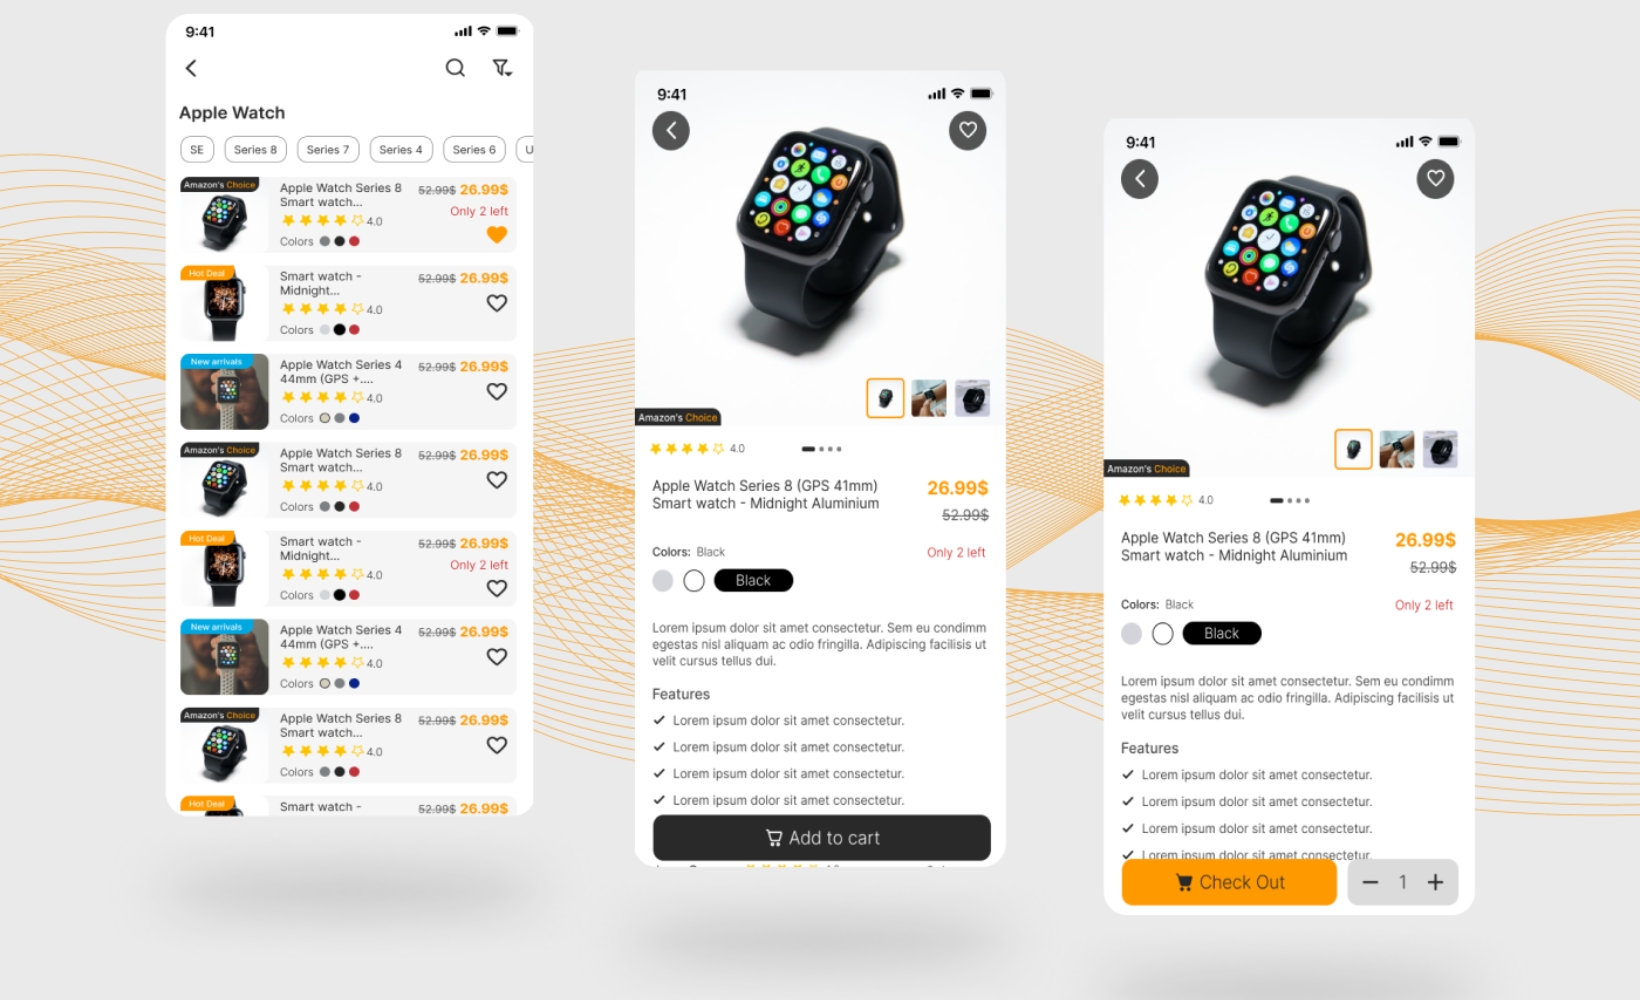 9:41
Apple Watch
SE
Series 8
Series 7
Series 4
Series 6
U
Amazon's Choice
Apple Watch Series 8
Smart watch...
52.99$ 26.99$
Only 2 left
4.0
Colors
Hot Deal
Smart watch -
Midnight...
52.99$ 26.99$
4.0
Colors
New arrivals
Apple Watch Series 4
44mm (GPS +....
52.99$ 26.99$
4.0
Colors
Amazon's Choice
Apple Watch Series 8
Smart watch...
52.99$ 26.99$
4.0
Colors
Hot Deal
Smart watch -
Midnight...
52.99$ 26.99$
Only 2 left
4.0
Colors
New arrivals
Apple Watch Series 4
44mm (GPS +....
52.99$ 26.99$
4.0
Colors
Amazon's Choice
Apple Watch Series 8
Smart watch...
52.99$ 26.99$
4.0
Colors
Hot Deal
Smart watch -
52.99$ 26.99$
9:41
Amazon's Choice
4.0
Apple Watch Series 8 (GPS 41mm)
Smart watch - Midnight Aluminium
26.99$
52.99$
Colors: Black
Only 2 left
Black
Lorem ipsum dolor sit amet consectetur. Sem eu condimm
egestas nisl aliquam ac odio fringilla. Adipiscing facilisis ut
velit cursus tellus dui.
Features
Lorem ipsum dolor sit amet consectetur.
Lorem ipsum dolor sit amet consectetur.
Lorem ipsum dolor sit amet consectetur.
Lorem ipsum dolor sit amet consectetur.
Add to cart
9:41
Amazon's Choice
4.0
Apple Watch Series 8 (GPS 41mm)
Smart watch - Midnight Aluminium
26.99$
52.99$
Colors: Black
Only 2 left
Black
Lorem ipsum dolor sit amet consectetur. Sem eu condimm
egestas nisl aliquam ac odio fringilla. Adipiscing facilisis ut
velit cursus tellus dui.
Features
Lorem ipsum dolor sit amet consectetur.
Lorem ipsum dolor sit amet consectetur.
Lorem ipsum dolor sit amet consectetur.
Lorem ipsum dolor sit amet consectetur.
Check Out
1